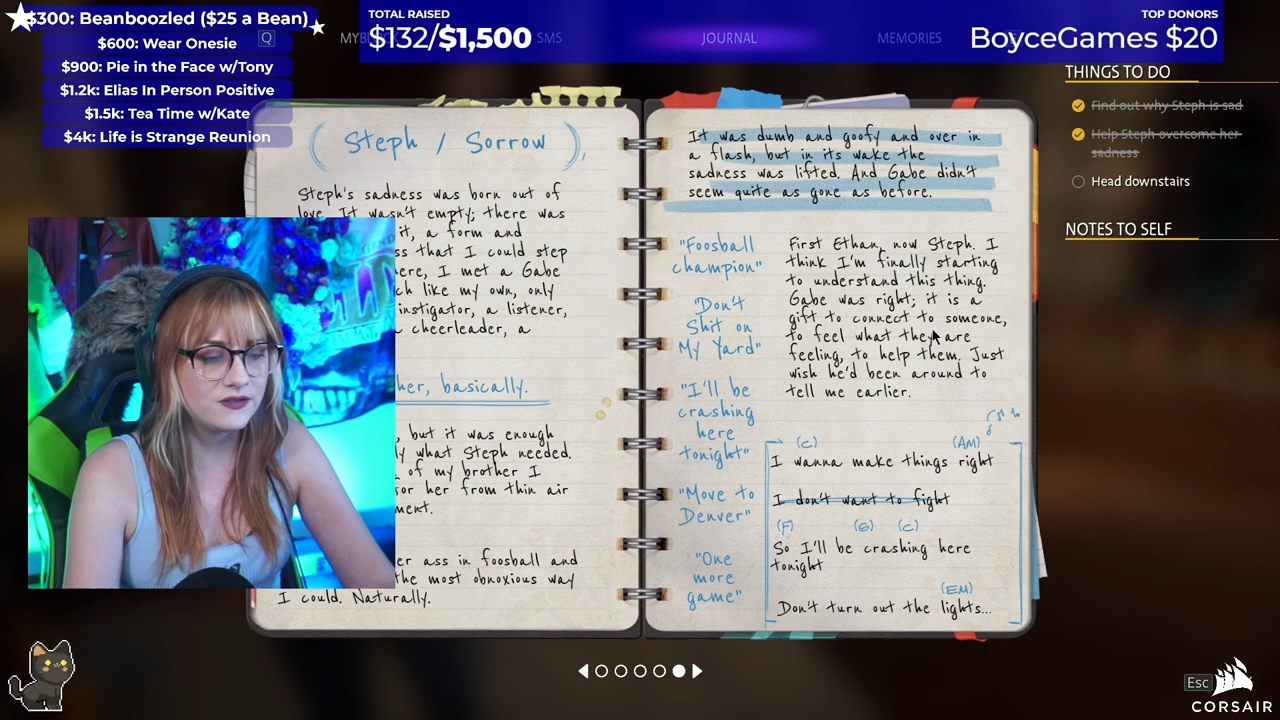 $300: Beanboozled ($25 a Bean)
$600: Wear Onesie
$900: Pie in the Face w/Tony
$1.2k: Elias In Person Positive
$1.5k: Tea Time w/Kate
$4k: Life is Strange Reunion
TOTAL RAISED
$132/$1,500
TOP DONORS
BoyceGames $20
Q
SMS
JOURNAL
MEMORIES
THINGS TO DO
Find out why Steph is sad
Help Steph overcome her
sadness
Head downstairs
NOTES TO SELF
Steph / Sorrow
Steph's sadness was born out of
love. It wasn't empty; there was
it, a form and
that I could step
I met a Gabe
like my own, only
instigator, a listener,
cheerleader, a
her, basically.
, but it was enough
what Steph needed.
of my brother I
for her from thin air
ass in foosball and
the most obnoxious way
I could. Naturally.
It was dumb and goofy and over in
a flash, but in its wake the
sadness was lifted. And Gabe didn't
seem quite as gone as before.
"Foosball
champion"
"Don't
Shit on
My Yard"
"I'll be
crashing
here
tonight"
"Move to
Denver"
"One
more
game"
First Ethan, now Steph. I
think I'm finally starting
to understand this thing.
Gabe was right; it is a
gift to connect to someone,
to feel what they are
feeling, to help them. Just
wish he'd been around to
tell me earlier.
(C) (AM)
I wanna make things right
I don't want to fight
(F) (G) (C)
So I'll be crashing here
tonight
(EM)
Don't turn out the lights...
Esc
CORSAIR